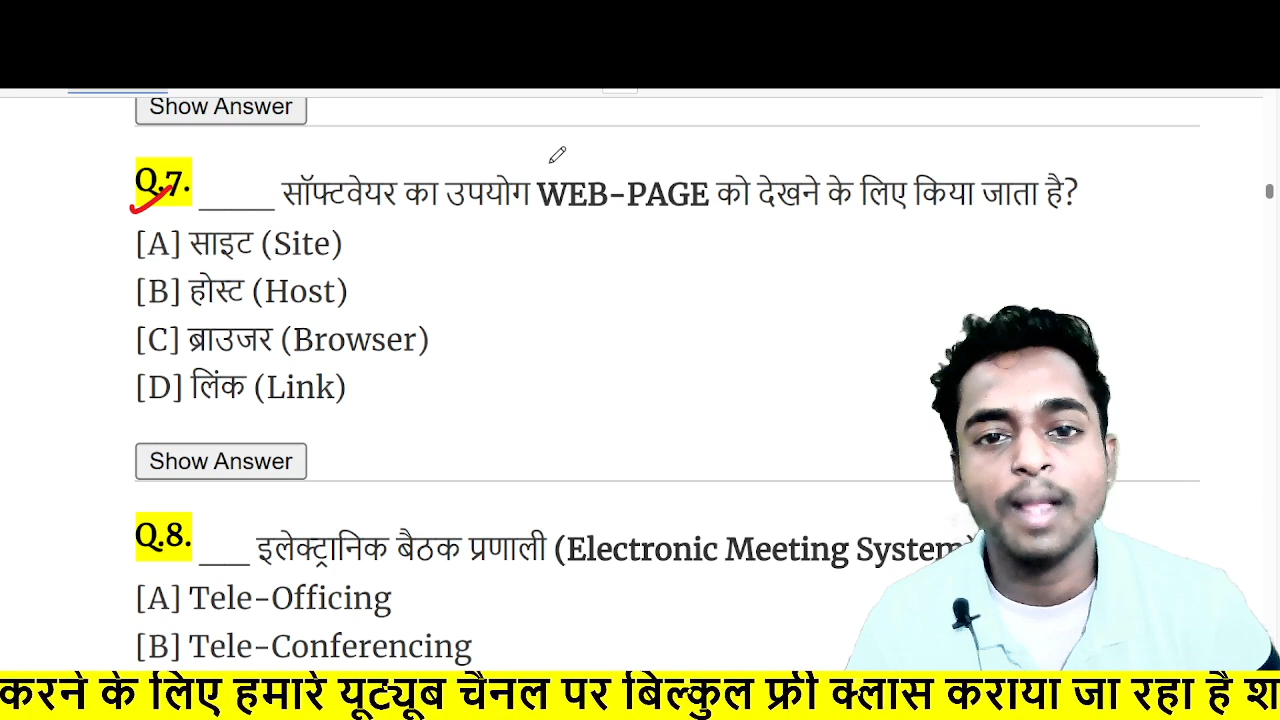 Show Answer
Q.7. ____ सॉफ्टवेयर का उपयोग WEB-PAGE को देखने के लिए किया जाता है?
[A] साइट (Site)
[B] होस्ट (Host)
[C] ब्राउजर (Browser)
[D] लिंक (Link)
Show Answer
Q.8. ___ इलेक्ट्रानिक बैठक प्रणाली (Electronic Meeting System)
[A] Tele-Officing
[B] Tele-Conferencing
करने के लिए हमारे यूट्यूब चैनल पर बिल्कुल फ्री क्लास कराया जा रहा है श